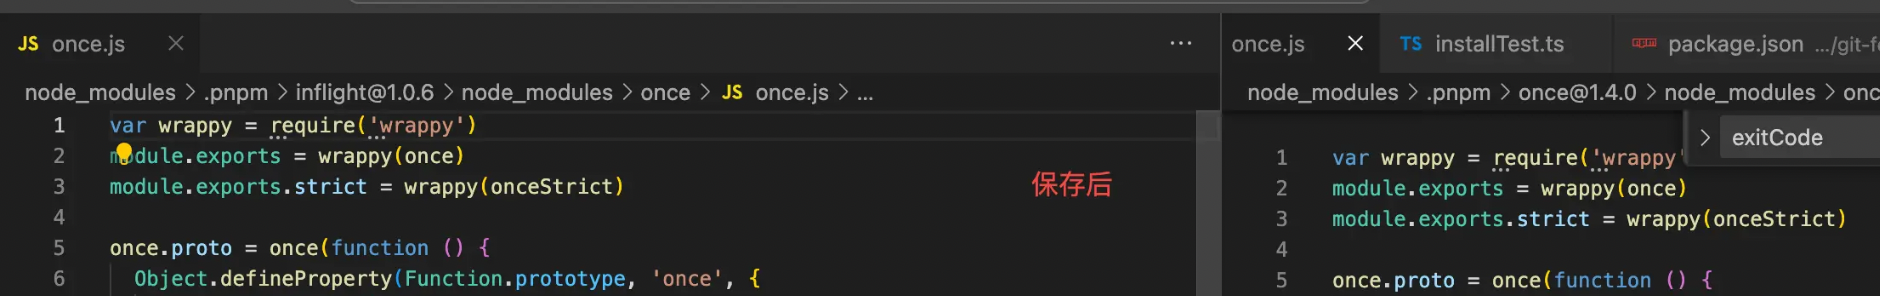 JS once.js
node_modules > .pnpm > inflight@1.0.6 > node_modules > once > JS once.js > ...
1 var wrappy = require('wrappy')
2 module.exports = wrappy(once)
3 module.exports.strict = wrappy(onceStrict)
保存后
4
5 once.proto = once(function () {
6 Object.defineProperty(Function.prototype, 'once', {
once.js TS installTest.ts npm package.json .../git-f
node_modules > .pnpm > once@1.4.0 > node_modules > onc
exitCode
1 var wrappy = require('wrappy'
2 module.exports = wrappy(once)
3 module.exports.strict = wrappy(onceStrict)
4
5 once.proto = once(function () {